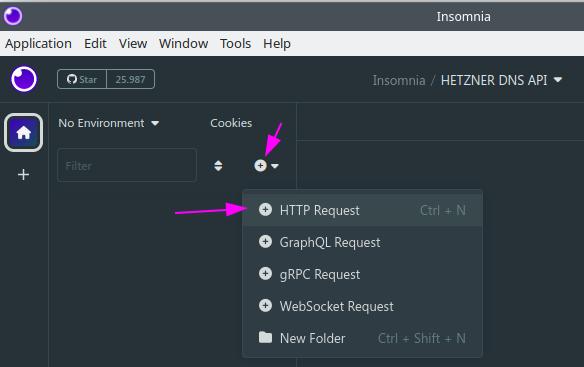 Insomnia
Application Edit View Window Tools Help
Star 25.987
Insomnia / HETZNER DNS API
No Environment Cookies
Filter
HTTP Request Ctrl + N
GraphQL Request
gRPC Request
WebSocket Request
New Folder Ctrl + Shift + N